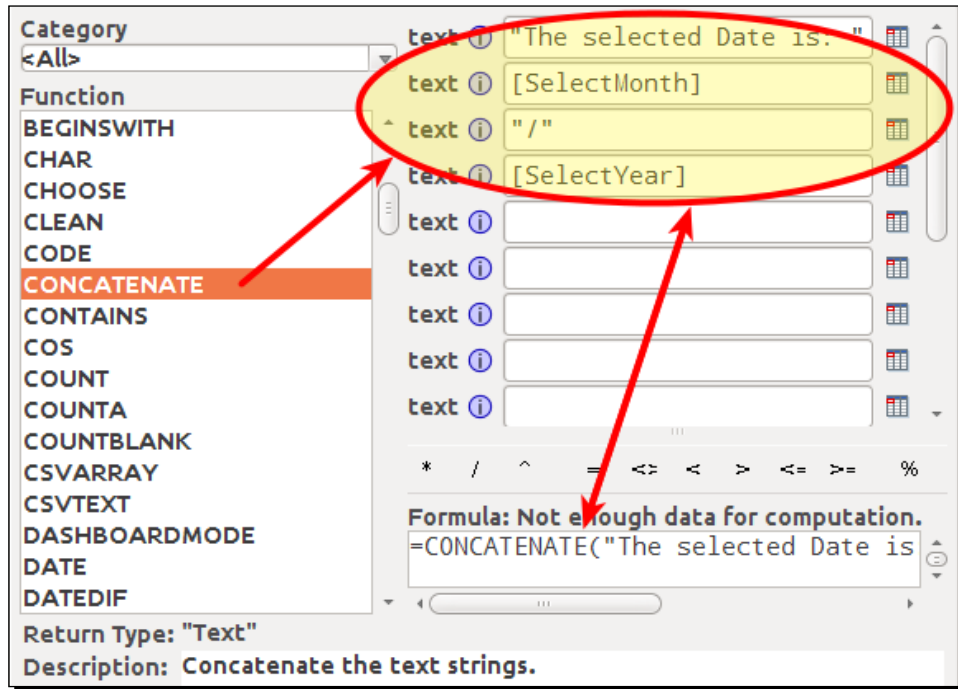 Category
<All>
Function
BEGINSWITH
CHAR
CHOOSE
CLEAN
CODE
CONCATENATE
CONTAINS
COS
COUNT
COUNTA
COUNTBLANK
CSVARRAY
CSVTEXT
DASHBOARDMODE
DATE
DATEDIF
text "The selected Date is: "
text [SelectMonth]
text "/"
text [SelectYear]
text
text
text
text
text
* / ^ = <> < > <= >= %
Formula: Not enough data for computation.
=CONCATENATE("The selected Date is
Return Type: "Text"
Description: Concatenate the text strings.